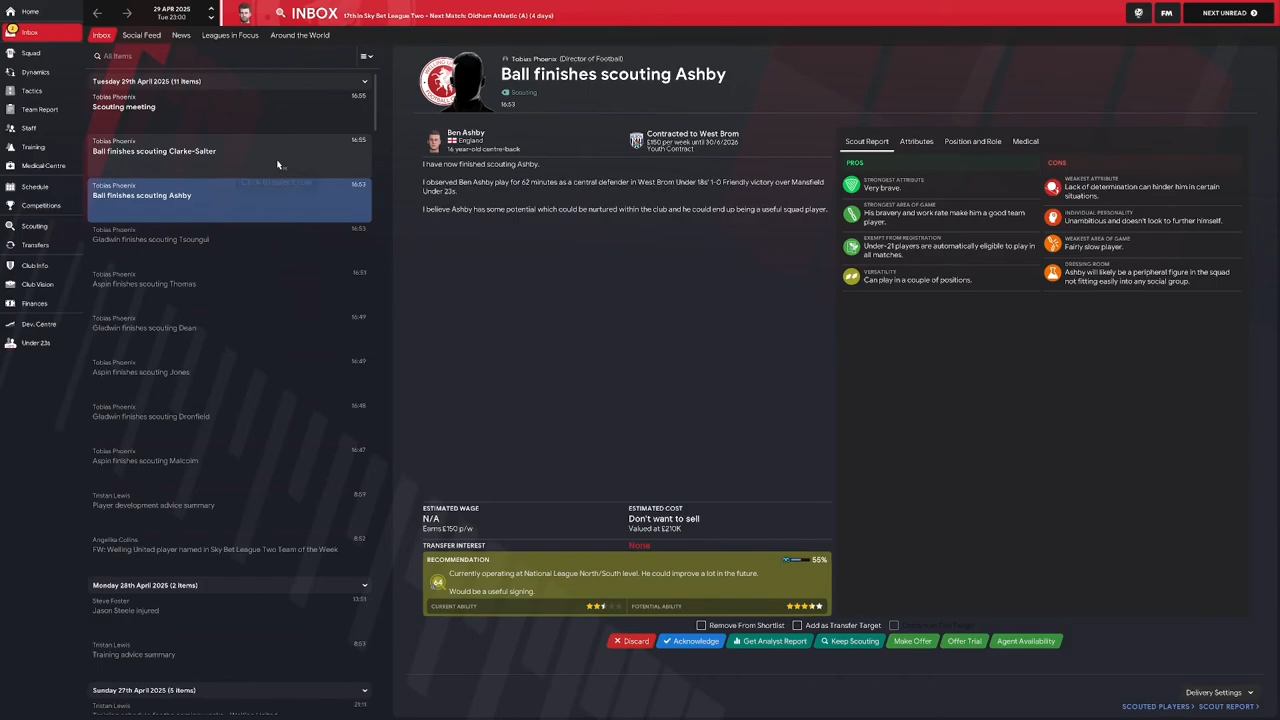 29 APR 2025
Tue 23:00
INBOX
17th in Sky Bet League Two • Next Match: Oldham Athletic (A) (4 days)
FM
NEXT UNREAD
Home
Inbox
Squad
Dynamics
Tactics
Team Report
Staff
Training
Medical Centre
Schedule
Competitions
Scouting
Transfers
Club Info
Club Vision
Finances
Dev. Centre
Under 23s
Inbox
Social Feed
News
Leagues in Focus
Around the World
All Items
Tuesday 29th April 2025 (11 Items)
Tobias Phoenix 16:55
Scouting meeting
Tobias Phoenix 16:55
Ball finishes scouting Clarke-Salter
Tobias Phoenix 16:53
Ball finishes scouting Ashby
Tobias Phoenix 16:53
Gladwin finishes scouting Tsoungui
Tobias Phoenix 16:51
Aspin finishes scouting Thomas
Tobias Phoenix 16:49
Gladwin finishes scouting Dean
Tobias Phoenix 16:49
Aspin finishes scouting Jones
Tobias Phoenix 16:48
Gladwin finishes scouting Dronfield
Tobias Phoenix 16:47
Aspin finishes scouting Malcolm
Tristan Lewis 8:59
Player development advice summary
Angelika Collins 8:52
FW: Welling United player named in Sky Bet League Two Team of the Week
Monday 28th April 2025 (2 Items)
Steve Foster 13:51
Jason Steele injured
Tristan Lewis 8:53
Training advice summary
Sunday 27th April 2025 (5 Items)
Tristan Lewis 21:11
Tobias Phoenix (Director of Football)
Ball finishes scouting Ashby
Scouting
16:53
Ben Ashby
England
16 year-old centre-back
Contracted to West Brom
£150 per week until 30/6/2026
Youth Contract
I have now finished scouting Ashby.
I observed Ben Ashby play for 62 minutes as a central defender in West Brom Under 18s' 1-0 Friendly victory over Mansfield
Under 23s.
I believe Ashby has some potential which could be nurtured within the club and he could end up being a useful squad player.
Scout Report
Attributes
Position and Role
Medical
PROS
STRONGEST ATTRIBUTE
Very brave.
STRONGEST AREA OF GAME
His bravery and work rate make him a good team
player.
EXEMPT FROM REGISTRATION
Under-21 players are automatically eligible to play in
all matches.
VERSATILITY
Can play in a couple of positions.
CONS
WEAKEST ATTRIBUTE
Lack of determination can hinder him in certain
situations.
INDIVIDUAL PERSONALITY
Unambitious and doesn't look to further himself.
WEAKEST AREA OF GAME
Fairly slow player.
DRESSING ROOM
Ashby will likely be a peripheral figure in the squad
not fitting easily into any social group.
ESTIMATED WAGE
N/A
Earns £150 p/w
ESTIMATED COST
Don't want to sell
Valued at £210K
TRANSFER INTEREST None
RECOMMENDATION 55%
64
Currently operating at National League North/South level. He could improve a lot in the future.
Would be a useful signing.
CURRENT ABILITY
POTENTIAL ABILITY
Remove From Shortlist
Add as Transfer Target
Discard
Acknowledge
Get Analyst Report
Keep Scouting
Make Offer
Offer Trial
Agent Availability
Delivery Settings
SCOUTED PLAYERS >
SCOUT REPORT >